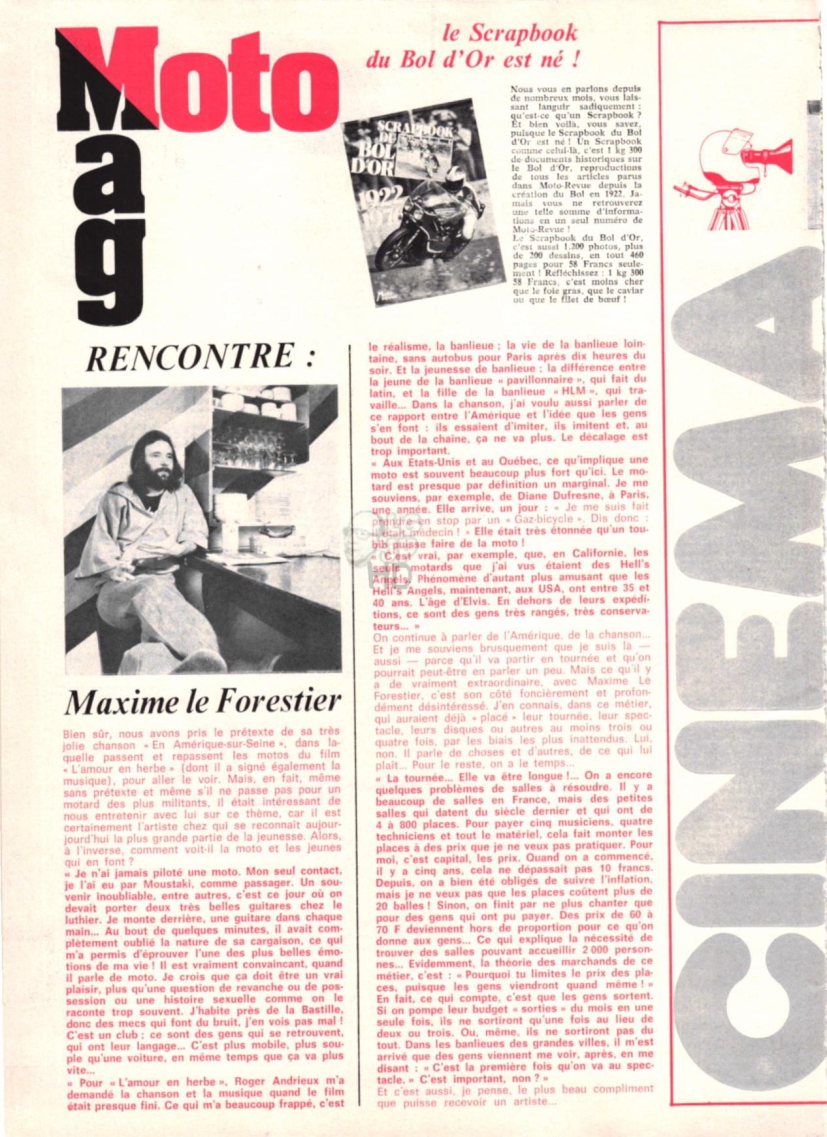 Moto
Mag
le Scrapbook
du Bol d'Or est né !
SCRAPBOOK
DU
BOL
D'OR
1922
Nous vous en parlons depuis
de nombreux mois, vous lais-
sant languir sadiquement :
qu'est-ce qu'un Scrapbook ?
Et bien voilà, vous savez,
puisque le Scrapbook du Bol
d'Or est né ! Un Scrapbook
comme celui-là, c'est 1 kg 300
de documents historiques sur
le Bol d'Or, reproductions
de tous les articles parus
dans Moto-Revue depuis la
création du Bol en 1922. Ja-
mais vous ne retrouverez
une telle somme d'informa-
tions en un seul numéro de
Moto-Revue !
Le Scrapbook du Bol d'Or,
c'est aussi 1.200 photos, plus
de 200 dessins, en tout 460
pages pour 58 Francs seule-
ment ! Refléchissez : 1 kg 300
58 Francs, c'est moins cher
que le foie gras, que le caviar
ou que le filet de bœuf !
RENCONTRE :
Maxime le Forestier
Bien sûr, nous avons pris le prétexte de sa très
jolie chanson « En Amérique-sur-Seine », dans la-
quelle passent et repassent les motos du film
« L'amour en herbe » (dont il a signé également la
musique), pour aller le voir. Mais, en fait, même
sans prétexte et même s'il ne passe pas pour un
motard des plus militants, il était intéressant de
nous entretenir avec lui sur ce thème, car il est
certainement l'artiste chez qui se reconnaît aujour-
jourd'hui la plus grande partie de la jeunesse. Alors,
à l'inverse, comment voit-il la moto et les jeunes
qui en font ?
« Je n'ai jamais piloté une moto. Mon seul contact,
je l'ai eu par Moustaki, comme passager. Un sou-
venir inoubliable, entre autres, c'est ce jour où on
devait porter deux très belles guitares chez le
luthier. Je monte derrière, une guitare dans chaque
main... Au bout de quelques minutes, il avait com-
plètement oublié la nature de sa cargaison, ce qui
m'a permis d'éprouver l'une des plus belles émo-
tions de ma vie ! Il est vraiment convaincant, quand
il parle de moto. Je crois que ça doit être un vrai
plaisir, plus qu'une question de revanche ou de pos-
session ou une histoire sexuelle comme on le
raconte trop souvent. J'habite près de la Bastille,
donc des mecs qui font du bruit, j'en vois pas mal !
C'est un club ; ce sont des gens qui se retrouvent,
qui ont leur langage... C'est plus mobile, plus sou-
ple qu'une voiture, en même temps que ça va plus
vite...
« Pour « L'amour en herbe », Roger Andrieux m'a
demandé la chanson et la musique quand le film
était presque fini. Ce qui m'a beaucoup frappé, c'est
le réalisme, la banlieue ; la vie de la banlieue loin-
taine, sans autobus pour Paris après dix heures du
soir. Et la jeunesse de banlieue ; la différence entre
la jeune de la banlieue « pavillonnaire », qui fait du
latin, et la fille de la banlieue « HLM », qui tra-
vaille... Dans la chanson, j'ai voulu aussi parler de
ce rapport entre l'Amérique et l'idée que les gens
s'en font : ils essaient d'imiter, ils imitent et, au
bout de la chaîne, ça ne va plus. Le décalage est
trop important.
« Aux Etats-Unis et au Québec, ce qu'implique une
moto est souvent beaucoup plus fort qu'ici. Le mo-
tard est presque par définition un marginal. Je me
souviens, par exemple, de Diane Dufresne, à Paris,
une année. Elle arrive, un jour : « Je me suis fait
prendre en stop par un « Gaz-bicycle ». Dis donc :
c'était médecin ! » Elle était très étonnée qu'un tou-
bib puisse faire de la moto !
« C'est vrai, par exemple, que, en Californie, les
seuls motards que j'ai vus étaient des Hell's
Angels. Phénomène d'autant plus amusant que les
Hell's Angels, maintenant, aux USA, ont entre 35 et
40 ans. L'âge d'Elvis. En dehors de leurs expédi-
tions, ce sont des gens très rangés, très conserva-
teurs... »
On continue à parler de l'Amérique, de la chanson...
Et je me souviens brusquement que je suis là —
aussi — parce qu'il va partir en tournée et qu'on
pourrait peut-être en parler un peu. Mais ce qu'il y
a de vraiment extraordinaire, avec Maxime Le
Forestier, c'est son côté foncièrement et profon-
dément désintéressé. J'en connais, dans ce métier,
qui auraient déjà « placé » leur tournée, leur spec-
tacle, leurs disques ou autres au moins trois ou
quatre fois, par les biais les plus inattendus. Lui,
non. Il parle de choses et d'autres, de ce qui lui
plaît... Pour le reste, on a le temps...
« La tournée... Elle va être longue !... On a encore
quelques problèmes de salles à résoudre. Il y a
beaucoup de salles en France, mais des petites
salles qui datent du siècle dernier et qui ont de
4 à 800 places. Pour payer cinq musiciens, quatre
techniciens et tout le matériel, cela fait monter les
places à des prix que je ne veux pas pratiquer. Pour
moi, c'est capital, les prix. Quand on a commencé,
il y a cinq ans, cela ne dépassait pas 10 francs.
Depuis, on a bien été obligés de suivre l'inflation,
mais je ne veux pas que les places coûtent plus de
20 balles ! Sinon, on finit par ne plus chanter que
pour des gens qui ont pu payer. Des prix de 60 à
70 F deviennent hors de proportion pour ce qu'on
donne aux gens... Ce qui explique la nécessité de
trouver des salles pouvant accueillir 2 000 person-
nes... Evidemment, la théorie des marchands de ce
métier, c'est : « Pourquoi tu limites le prix des pla-
ces, puisque les gens viendront quand même ! »
En fait, ce qui compte, c'est que les gens sortent.
Si on pompe leur budget « sorties » du mois en une
seule fois, ils ne sortiront qu'une fois au lieu de
deux ou trois. Ou, même, ils ne sortiront pas du
tout. Dans les banlieues des grandes villes, il m'est
arrivé que des gens viennent me voir, après, en me
disant : « C'est la première fois qu'on va au spec-
tacle. » C'est important, non ? »
Et c'est aussi, je pense, le plus beau compliment
que puisse recevoir un artiste...
CINEMA